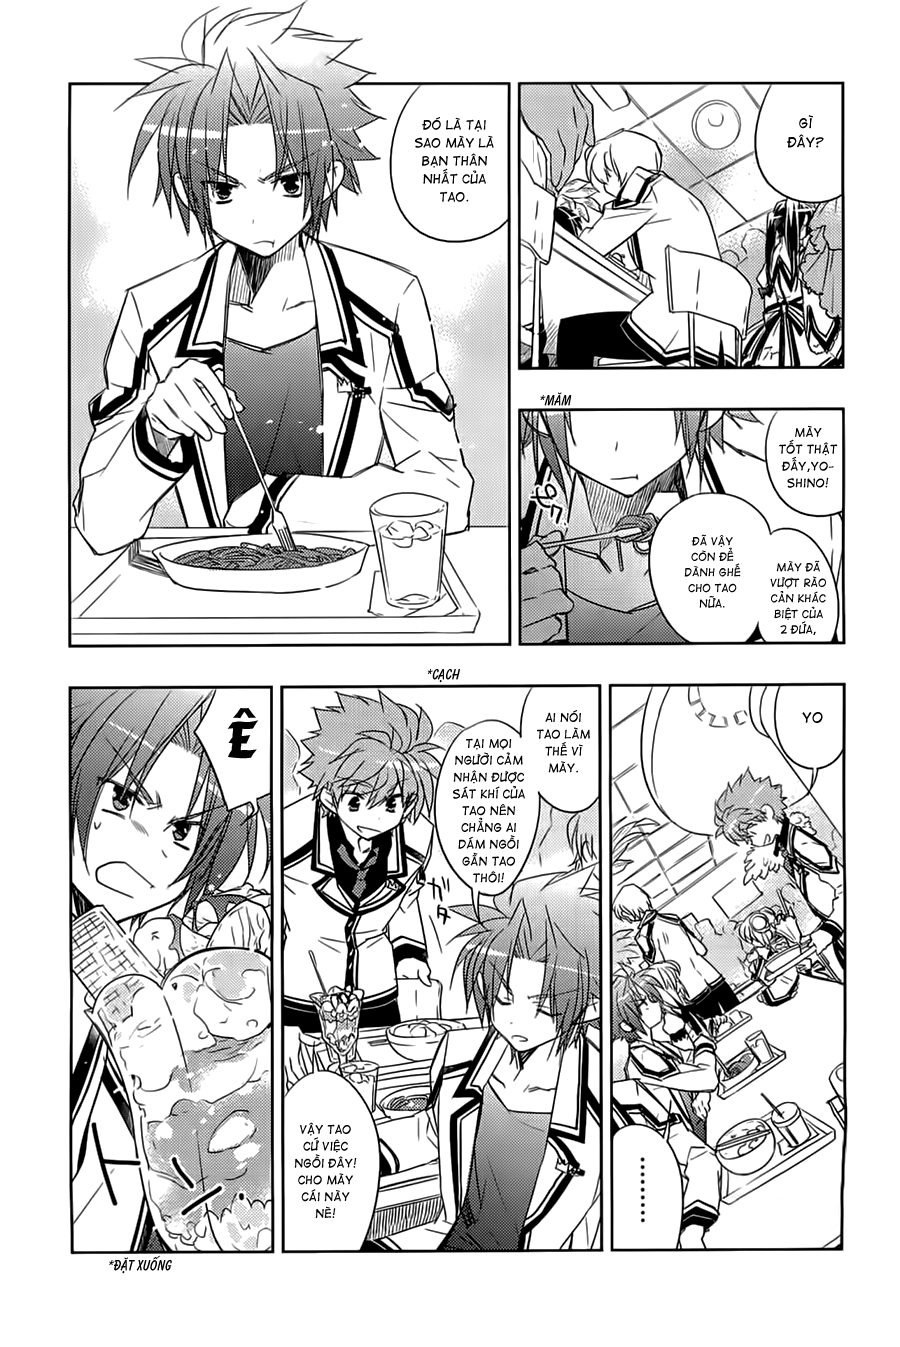 GÌ
ĐÂY?
*MĂM
MÀY
TỐT THẬT
ĐẤY,YO-
SHINO!
MÀY ĐÃ
VƯỢT RÀO
CẢN KHÁC
BIỆT CỦA
2 ĐỨA,
ĐÃ VẬY
CÒN ĐỂ
DÀNH GHẾ
CHO TAO
NỮA.
ĐÓ LÀ TẠI
SAO MÀY LÀ
BẠN THÂN
NHẤT CỦA
TAO.
YO
.........
*CẠCH
AI NÓI
TAO LÀM
THẾ VÌ
MÀY.
TẠI MỌI
NGƯỜI CẢM
NHẬN ĐƯỢC
SÁT KHÍ CỦA
TAO NÊN
CHẲNG AI
DÁM NGỒI
GẦN TAO
THÔI!
ガタ
VẬY TAO
CỨ VIỆC
NGỒI ĐÂY!
CHO MÀY
CÁI NÀY
NÈ!
Ê
*ĐẶT XUỐNG